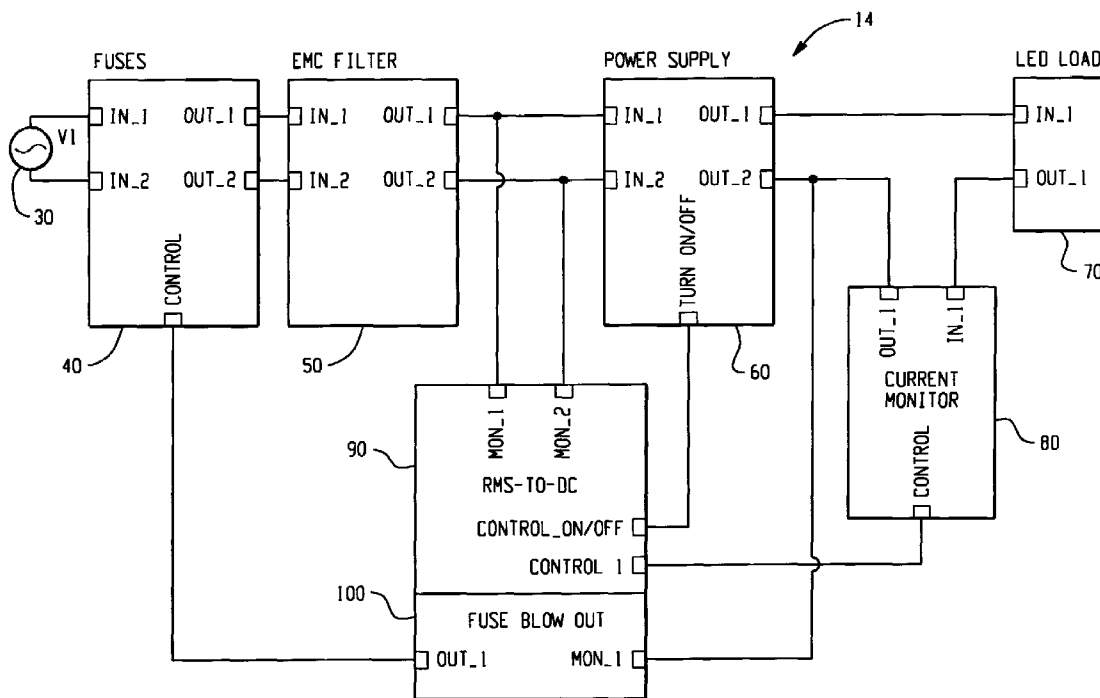 14
FUSES
EMC FILTER
POWER SUPPLY
LED LOAD
IN_1 OUT_1
IN_1 OUT_1
IN_1 OUT_1
IN_1
V1
IN_2 OUT_2
IN_2 OUT_2
IN_2 OUT_2
OUT_1
30
CONTROL
TURN ON/OFF
70
40
50
60
OUT_1
IN_1
CURRENT
MONITOR
CONTROL
80
MON_1
MON_2
90
RMS-TO-DC
CONTROL_ON/OFF
CONTROL 1
100
FUSE BLOW OUT
OUT_1
MON_1